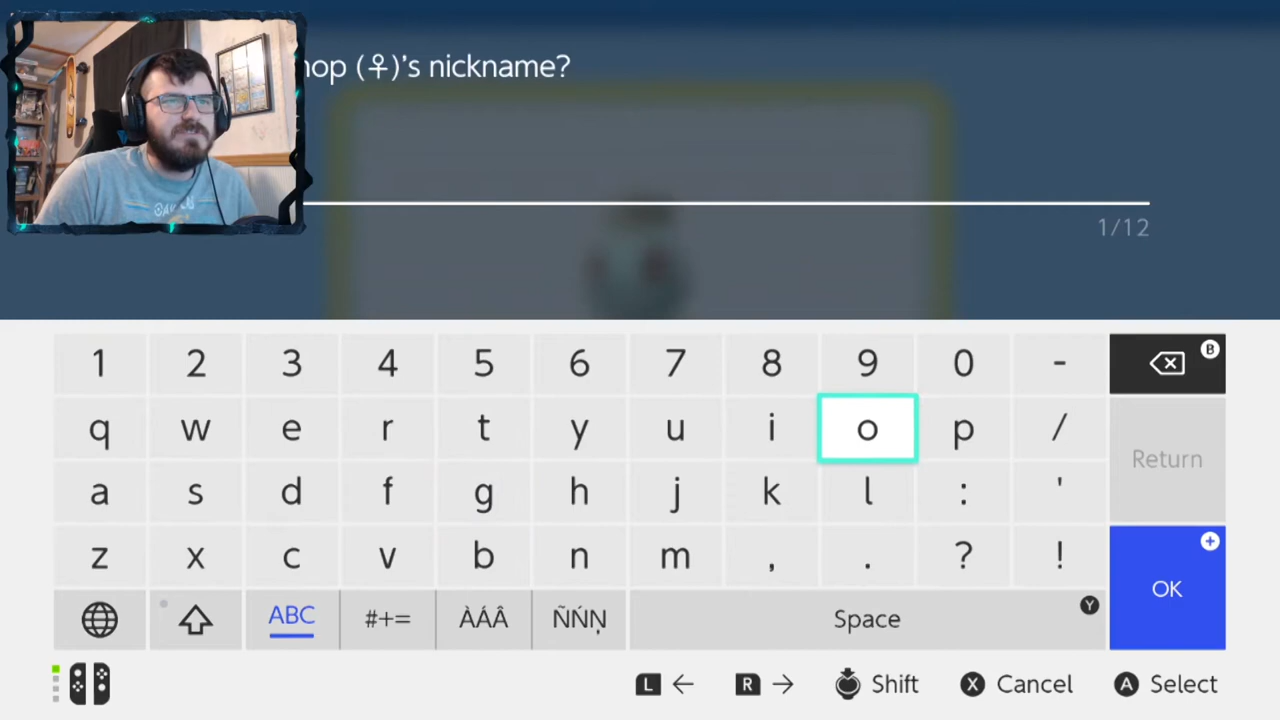 hop (♀)'s nickname?
1/12
1 2 3 4 5 6 7 8 9 0 -
B
q w e r t y u i o p /
Return
a s d f g h j k l : '
z x c v b n m , . ? !
+
OK
ABC #+= ÀÁÂ ÑŃŅ Space Y
L ← R → Shift X Cancel A Select